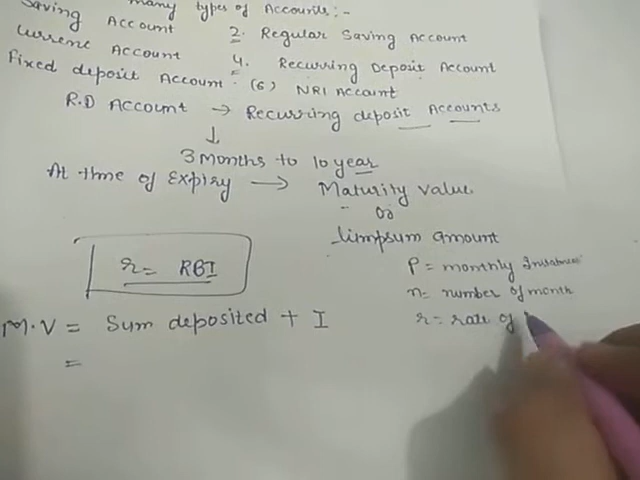 many types of Accounts:-
Saving Account 2. Regular Saving Account
Current Account 4. Recurring Deposit Account
Fixed deposit Account. (6) NRI Account
R.D Account → Recurring deposit Accounts
↓
3 Months to 10 year
At time of Expiry → Maturity value
or
limpsum amount
r = RBI
P = monthly
n = number of month
M.V = Sum deposited + I
r = rate of
=